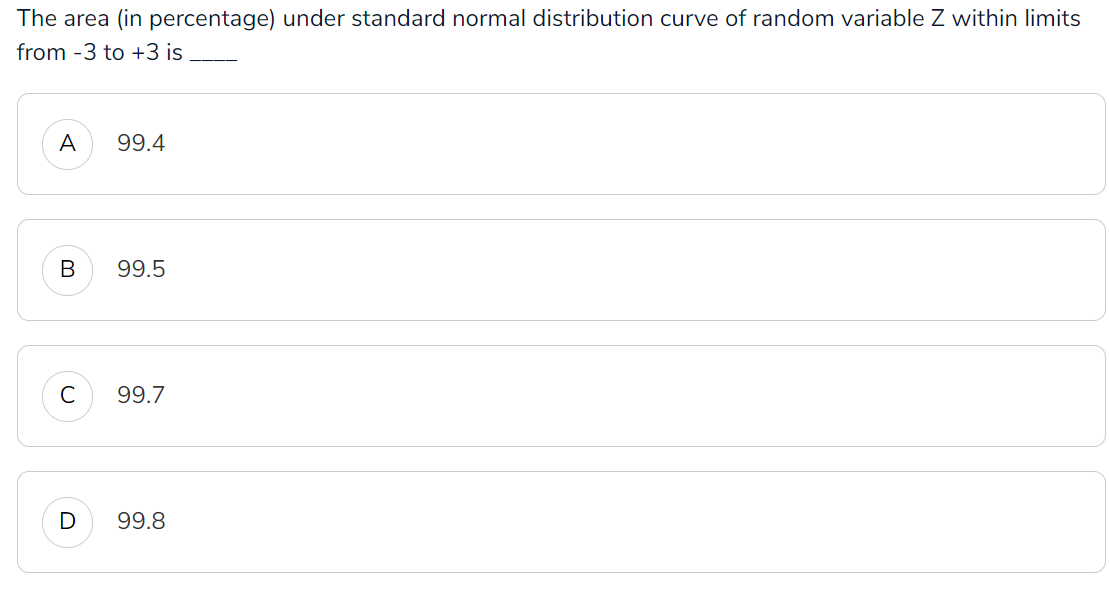 The area (in percentage) under standard normal distribution curve of random variable Z within limits
from -3 to +3 is ____
A 99.4
B 99.5
C 99.7
D 99.8